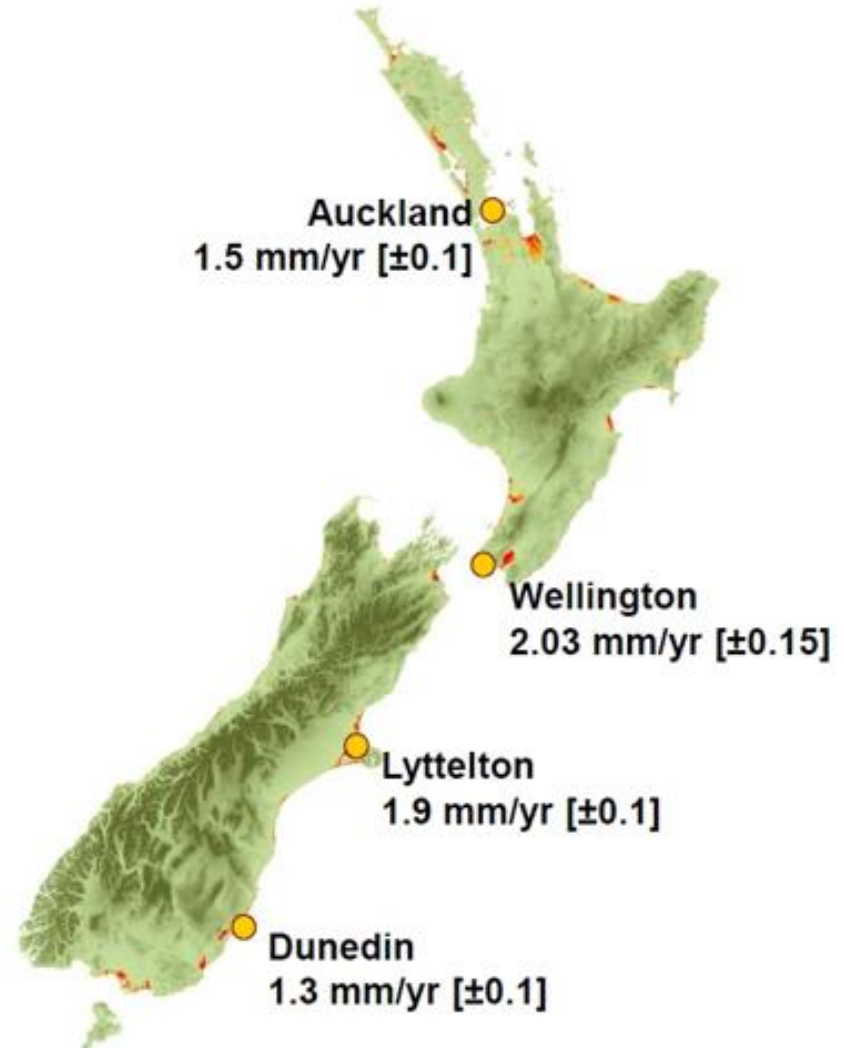 Auckland
1.5 mm/yr [±0.1]
Wellington
2.03 mm/yr [±0.15]
Lyttelton
1.9 mm/yr [±0.1]
Dunedin
1.3 mm/yr [±0.1]